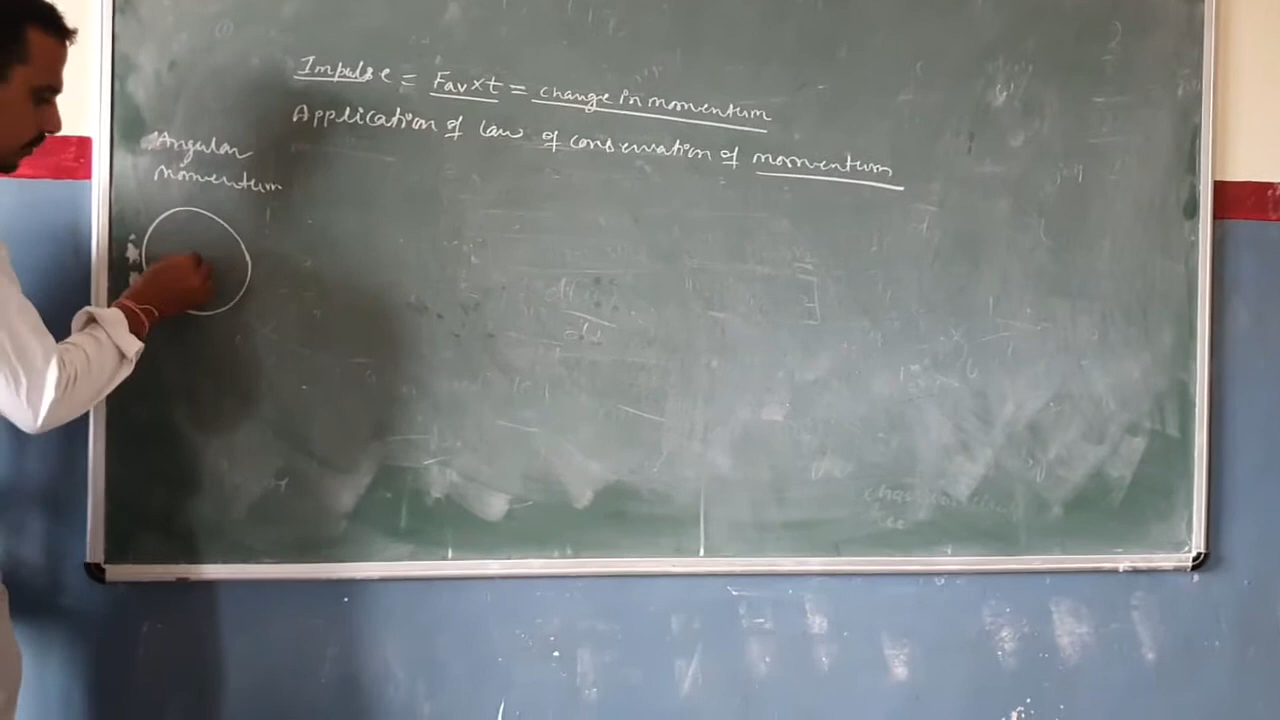 Impulse = Fav×t = change in momentum
Application of law of conservation of momentum
Angular
momentum